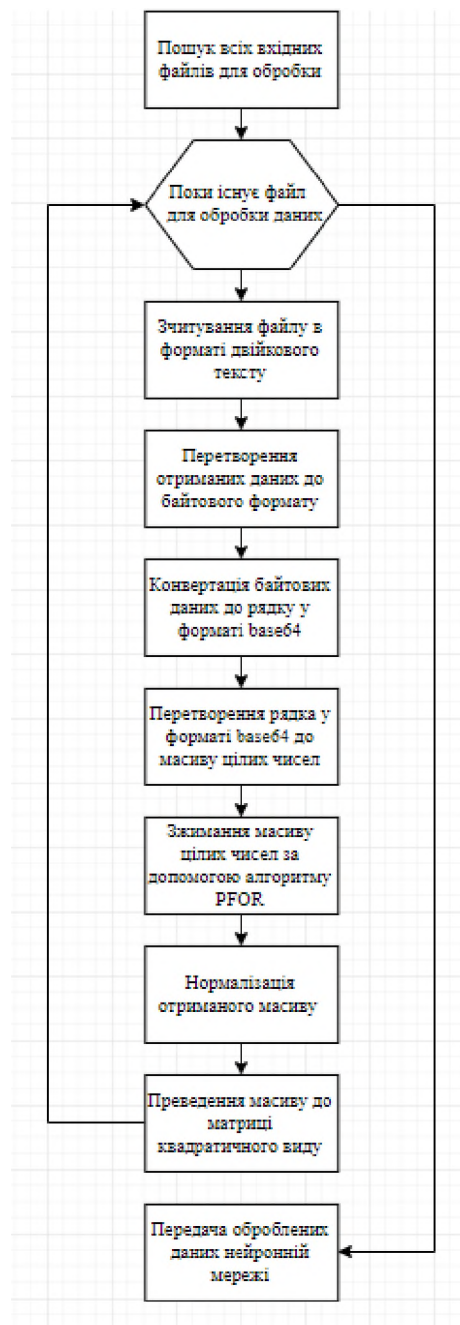 Пошук всіх вхідних
файлів для обробки
Поки існує файл
для обробки даних
Зчитування файлу в
форматі двійкового
тексту
Перетворення
отриманих даних до
байтового формату
Конвертація байтових
даних до рядку у
форматі base64
Перетворення рядка у
форматі base64 до
масиву цілих чисел
Зжимання масиву
цілих чисел за
допомогою алгоритму
PFOR
Нормалізація
отриманого масиву
Преведення масиву до
матриці
квадратичного виду
Передача оброблених
даних нейронній
мережі